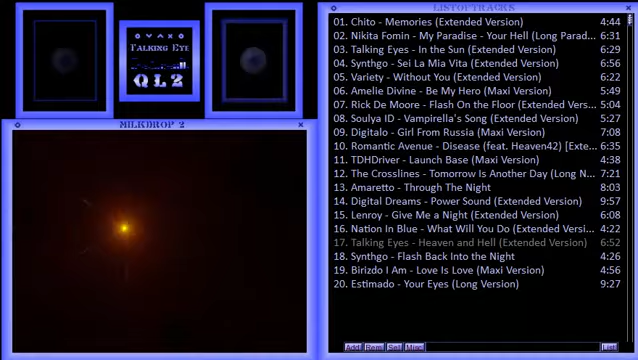 Talking Eye
QL2
MILKDROP 2
LISTOFTRACKS
01. Chito - Memories (Extended Version) 4:44
02. Nikita Fomin - My Paradise - Your Hell (Long Parad... 6:31
03. Talking Eyes - In the Sun (Extended Version) 6:29
04. Synthgo - Sei La Mia Vita (Extended Version) 6:56
05. Variety - Without You (Extended Version) 6:22
06. Amelie Divine - Be My Hero (Maxi Version) 5:49
07. Rick De Moore - Flash On the Floor (Extended Vers... 5:04
08. Soulya ID - Vampirella's (Extended Version) 5:27
09. Digitalo - Girl From Russia (Maxi Version) 7:08
10. Romantic Avenue - Disease (feat. Heaven42) [Exte... 6:35
11. TDHDriver - Launch Base (Maxi Version) 4:38
12. The Crosslines - Tomorrow Is Another Day (Long N... 7:21
13. Amaretto - Through The Night 8:03
14. Digital Dreams - Power Sound (Extended Version) 9:57
15. Lenroy - Give Me a Night (Extended Version) 6:08
16. Nation In Blue - What Will You Do (Extended Versi... 4:22
17. Talking Eyes - Heaven and Hell (Extended Version) 6:52
18. Synthgo - Flash Back Into the Night 4:26
19. Birizdo I Am - Love Is Love (Maxi Version) 4:56
20. Estimado - Your Eyes (Long Version) 9:27
Add Rem Sel Misc List